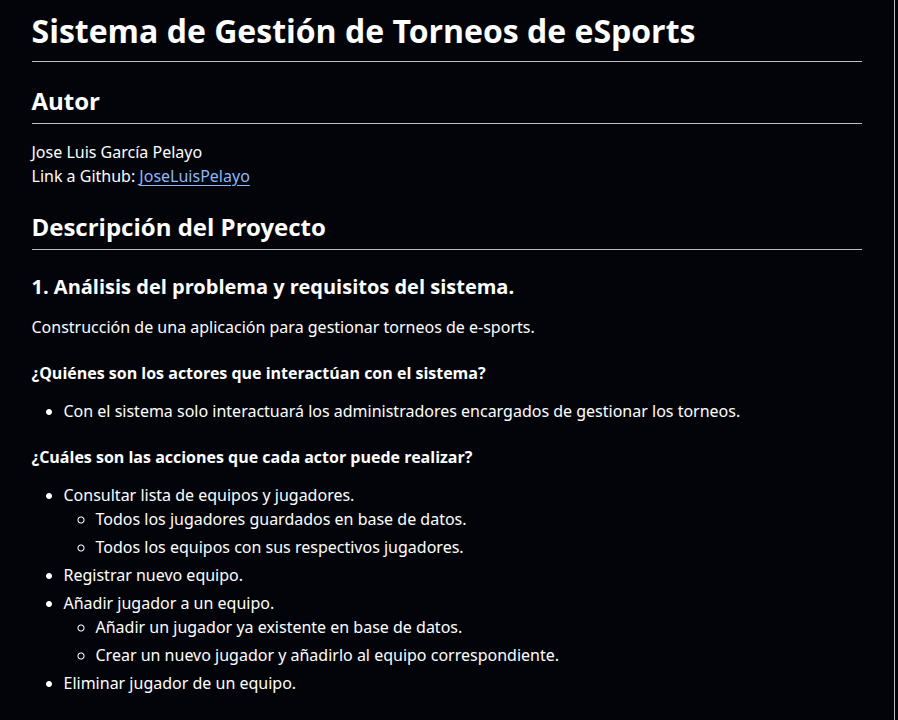 Sistema de Gestión de Torneos de eSports
Autor
Jose Luis García Pelayo
Link a Github: JoseLuisPelayo
Descripción del Proyecto
1. Análisis del problema y requisitos del sistema.
Construcción de una aplicación para gestionar torneos de e-sports.
¿Quiénes son los actores que interactúan con el sistema?
Con el sistema solo interactuará los administradores encargados de gestionar los torneos.
¿Cuáles son las acciones que cada actor puede realizar?
Consultar lista de equipos y jugadores.
Todos los jugadores guardados en base de datos.
Todos los equipos con sus respectivos jugadores.
Registrar nuevo equipo.
Añadir jugador a un equipo.
Añadir un jugador ya existente en base de datos.
Crear un nuevo jugador y añadirlo al equipo correspondiente.
Eliminar jugador de un equipo.